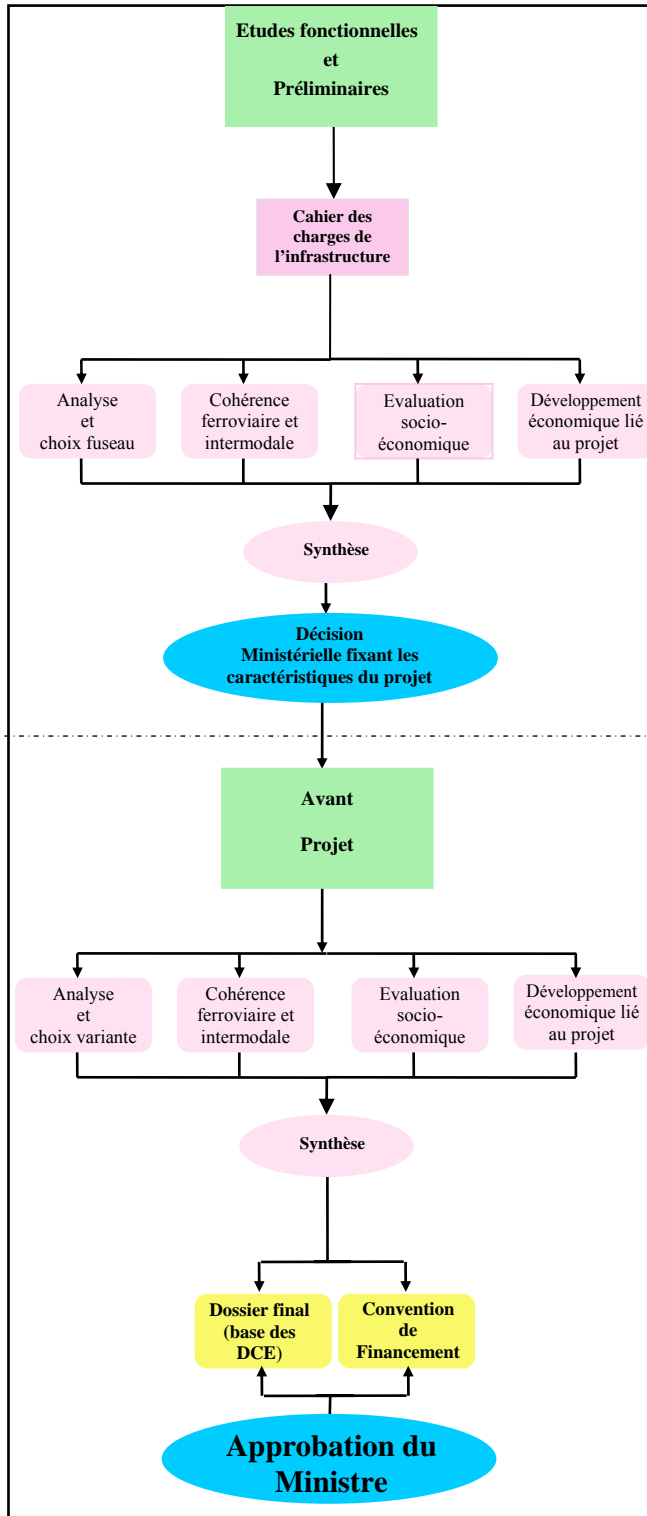 Etudes fonctionnelles
et
Préliminaires
Cahier des
charges de
l'infrastructure
Analyse
et
choix fuseau
Cohérence
ferroviaire et
intermodale
Evaluation
socio-
économique
Développement
économique lié
au projet
Synthèse
Décision
Ministérielle fixant les
caractéristiques du projet
Avant
Projet
Analyse
et
choix variante
Cohérence
ferroviaire et
intermodale
Evaluation
socio-
économique
Développement
économique lié
au projet
Synthèse
Dossier final
(base des
DCE)
Convention
de
Financement
Approbation du
Ministre